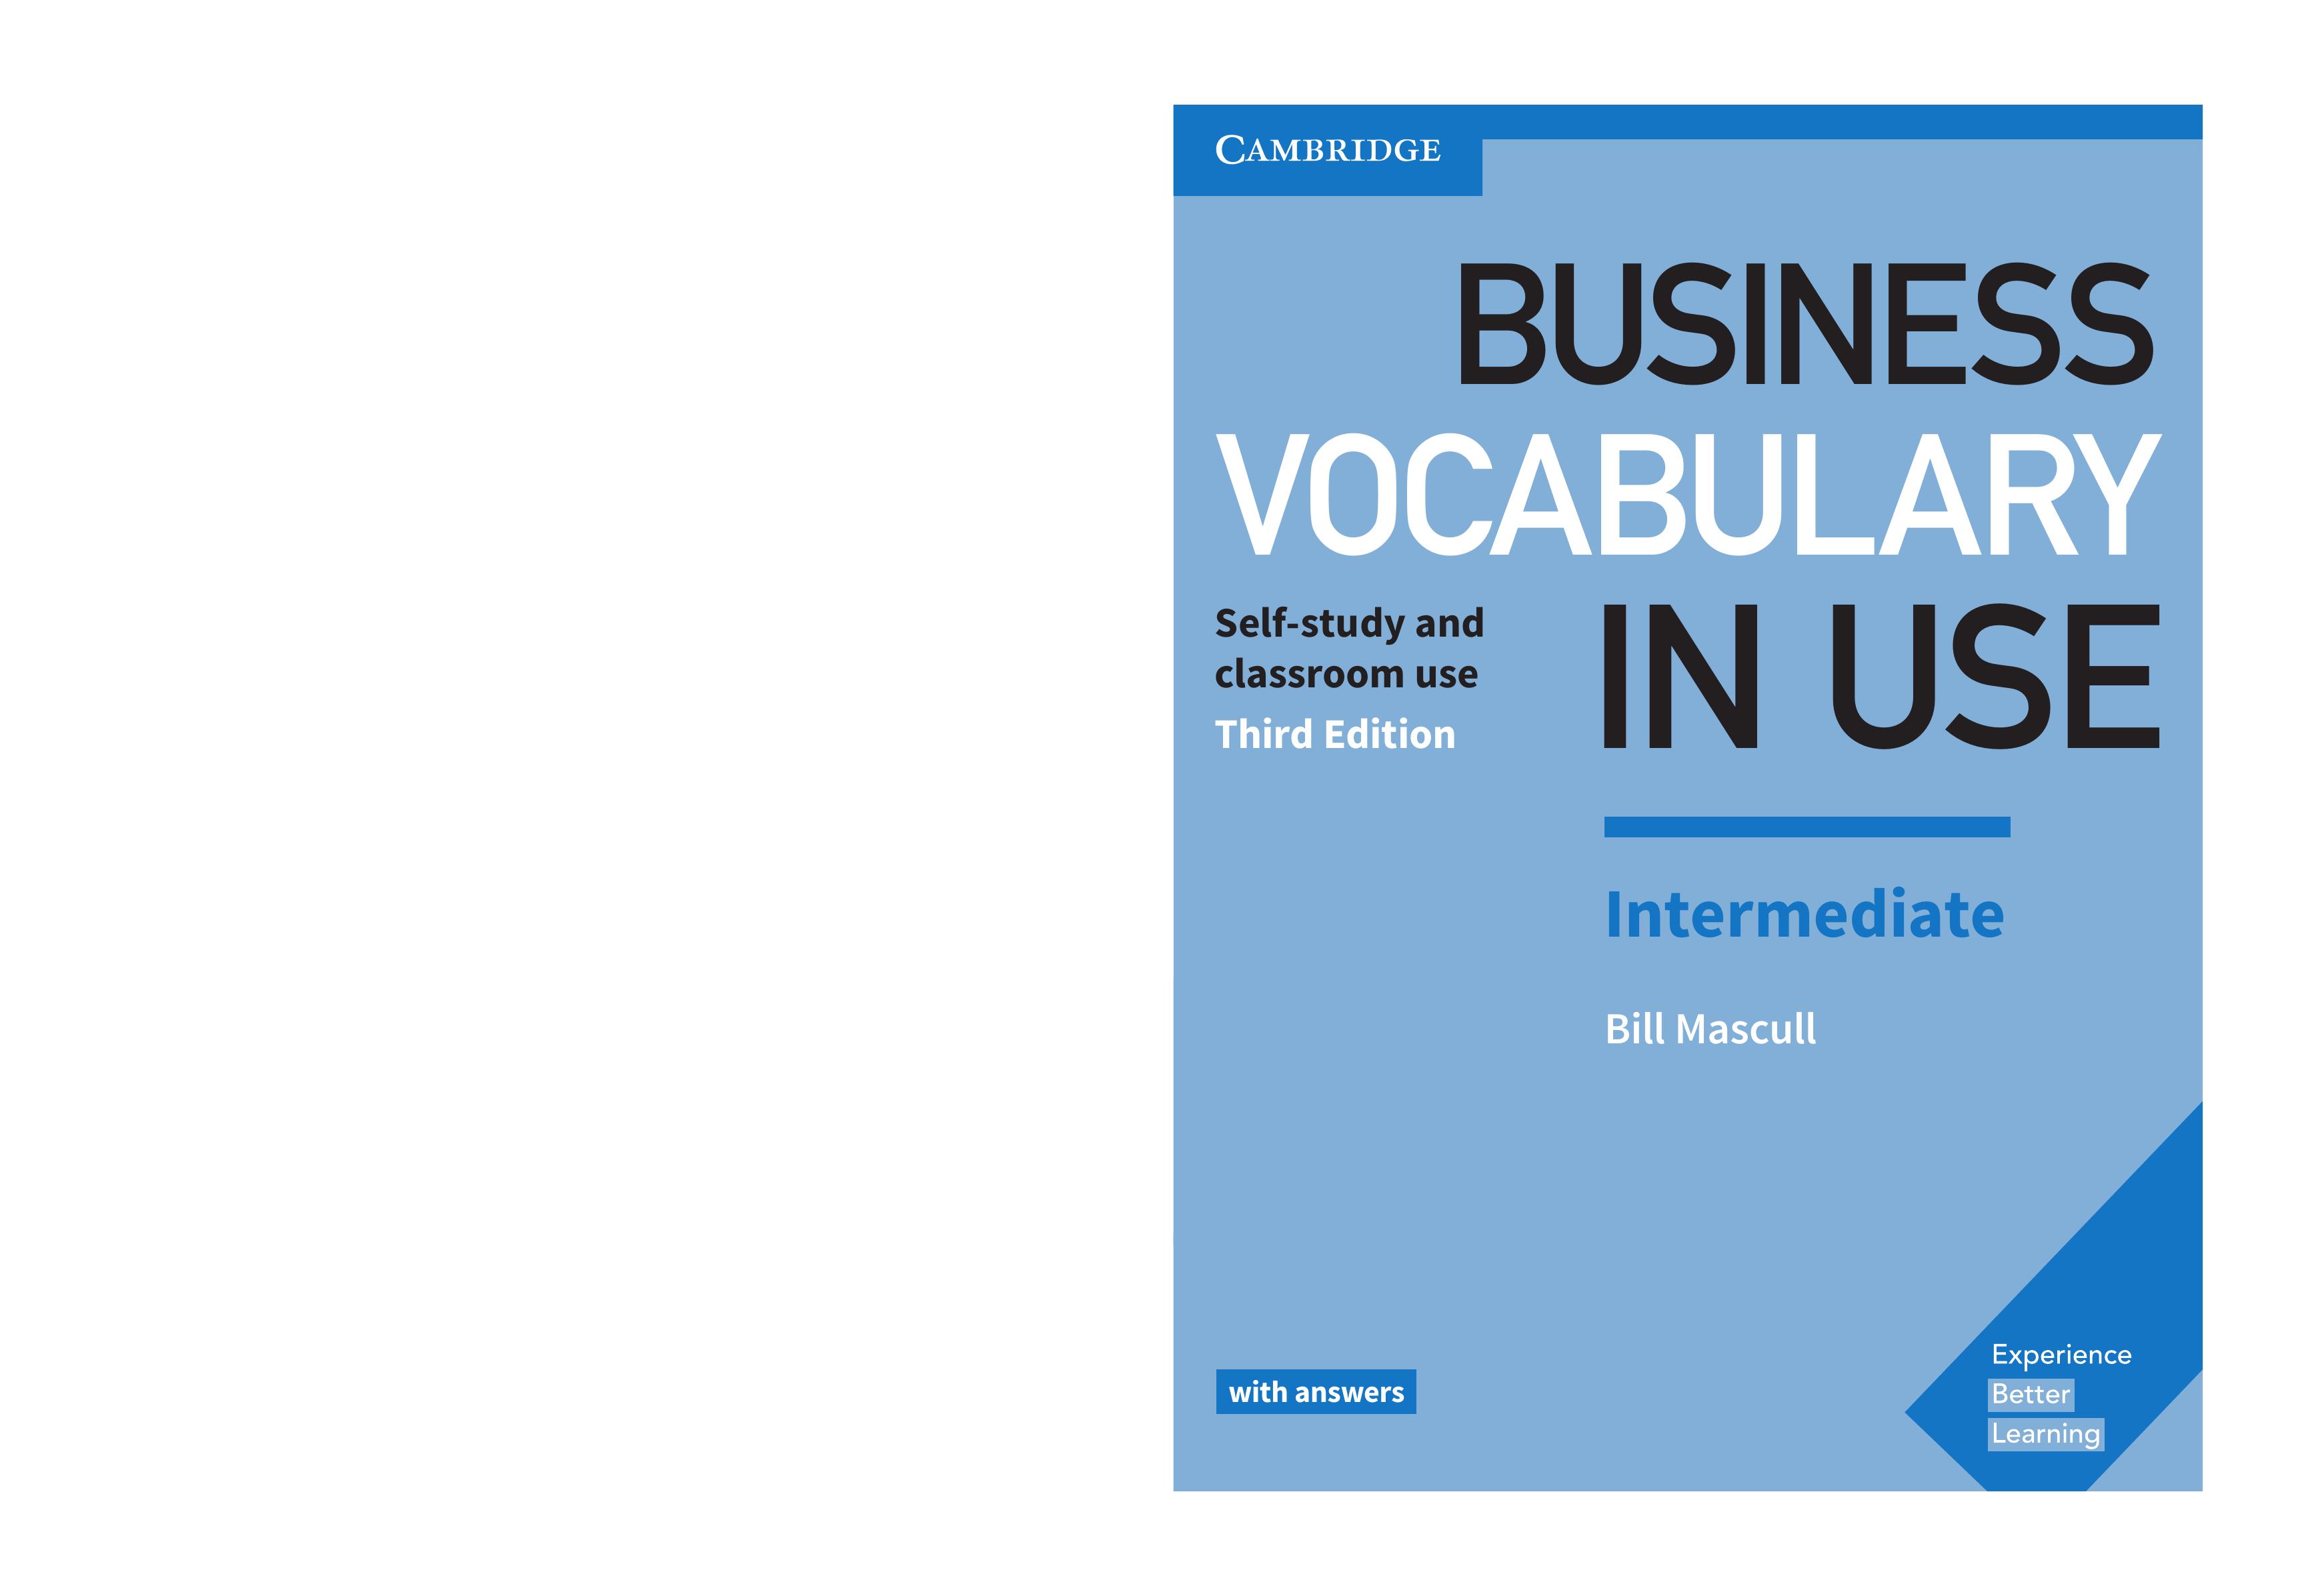 CAMBRIDGE
BUSINESS
VOCABULARY
IN USE
Self-study and
classroom use
Third Edition
Intermediate
Bill Mascull
with answers
Experience
Better
Learning